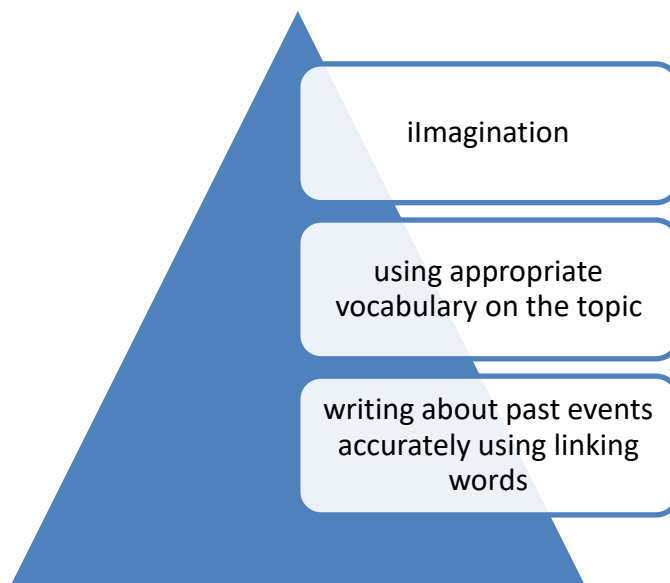 iImagination
using appropriate
vocabulary on the topic
writing about past events
accurately using linking
words